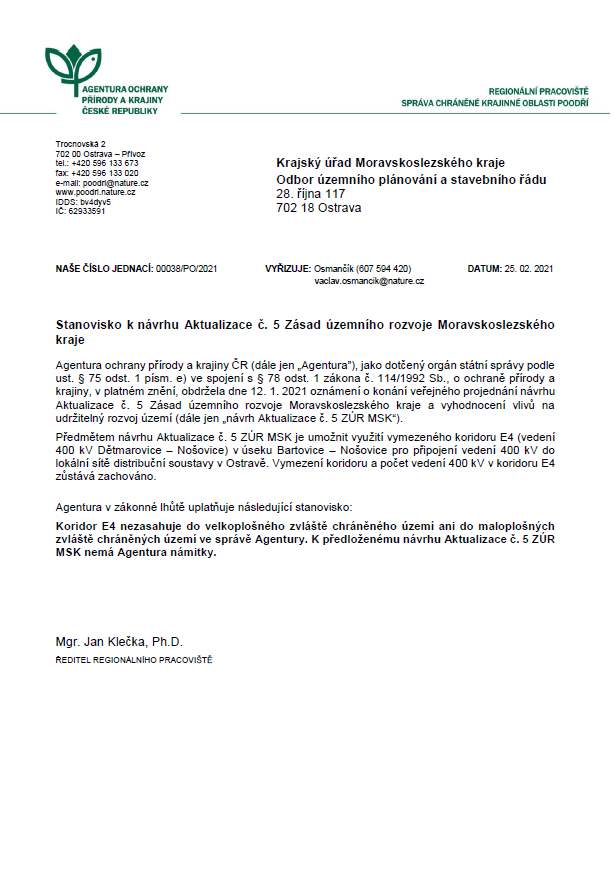 AGENTURA OCHRANY
PŘÍRODY A KRAJINY
ČESKÉ REPUBLIKY
REGIONÁLNÍ PRACOVIŠTĚ
SPRÁVA CHRÁNĚNÉ KRAJINNÉ OBLASTI POODŘÍ
Trocnovská 2
702 00 Ostrava – Přívoz
tel.: +420 596 133 673
fax: +420 596 133 020
e-mail: poodri@nature.cz
www.poodri.nature.cz
IDDS: bv4dyv5
IČ: 62933591
Krajský úřad Moravskoslezského kraje
Odbor územního plánování a stavebního řádu
28. října 117
702 18 Ostrava
NAŠE ČÍSLO JEDNACÍ: 00038/PO/2021 VYŘIZUJE: Osmančík (607 594 420) DATUM: 25. 02. 2021
vaclav.osmancik@nature.cz
Stanovisko k návrhu Aktualizace č. 5 Zásad územního rozvoje Moravskoslezského
kraje
Agentura ochrany přírody a krajiny ČR (dále jen „Agentura"), jako dotčený orgán státní správy podle
ust. § 75 odst. 1 písm. e) ve spojení s § 78 odst. 1 zákona č. 114/1992 Sb., o ochraně přírody a
krajiny, v platném znění, obdržela dne 12. 1. 2021 oznámení o konání veřejného projednání návrhu
Aktualizace č. 5 Zásad územního rozvoje Moravskoslezského kraje a vyhodnocení vlivů na
udržitelný rozvoj území (dále jen „návrh Aktualizace č. 5 ZÚR MSK“).
Předmětem návrhu Aktualizace č. 5 ZÚR MSK je umožnit využití vymezeného koridoru E4 (vedení
400 kV Dětmarovice – Nošovice) v úseku Bartovice – Nošovice pro připojení vedení 400 kV do
lokální sítě distribuční soustavy v Ostravě. Vymezení koridoru a počet vedení 400 kV v koridoru E4
zůstává zachováno.
Agentura v zákonné lhůtě uplatňuje následující stanovisko:
Koridor E4 nezasahuje do velkoplošného zvláště chráněného území ani do maloplošných
zvláště chráněných území ve správě Agentury. K předloženému návrhu Aktualizace č. 5 ZÚR
MSK nemá Agentura námitky.
Mgr. Jan Klečka, Ph.D.
ŘEDITEL REGIONÁLNÍHO PRACOVIŠTĚ